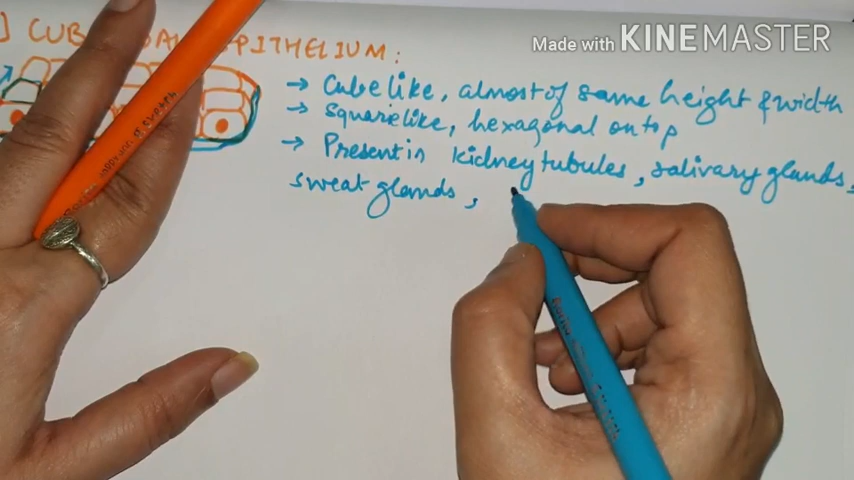 Made with KINEMASTER
] CUB EPITHELIUM:
→ Cube like, almost of same height & width
→ Square like, hexagonal on top
→ Present in kidney tubules, salivary glands,
sweat glands,